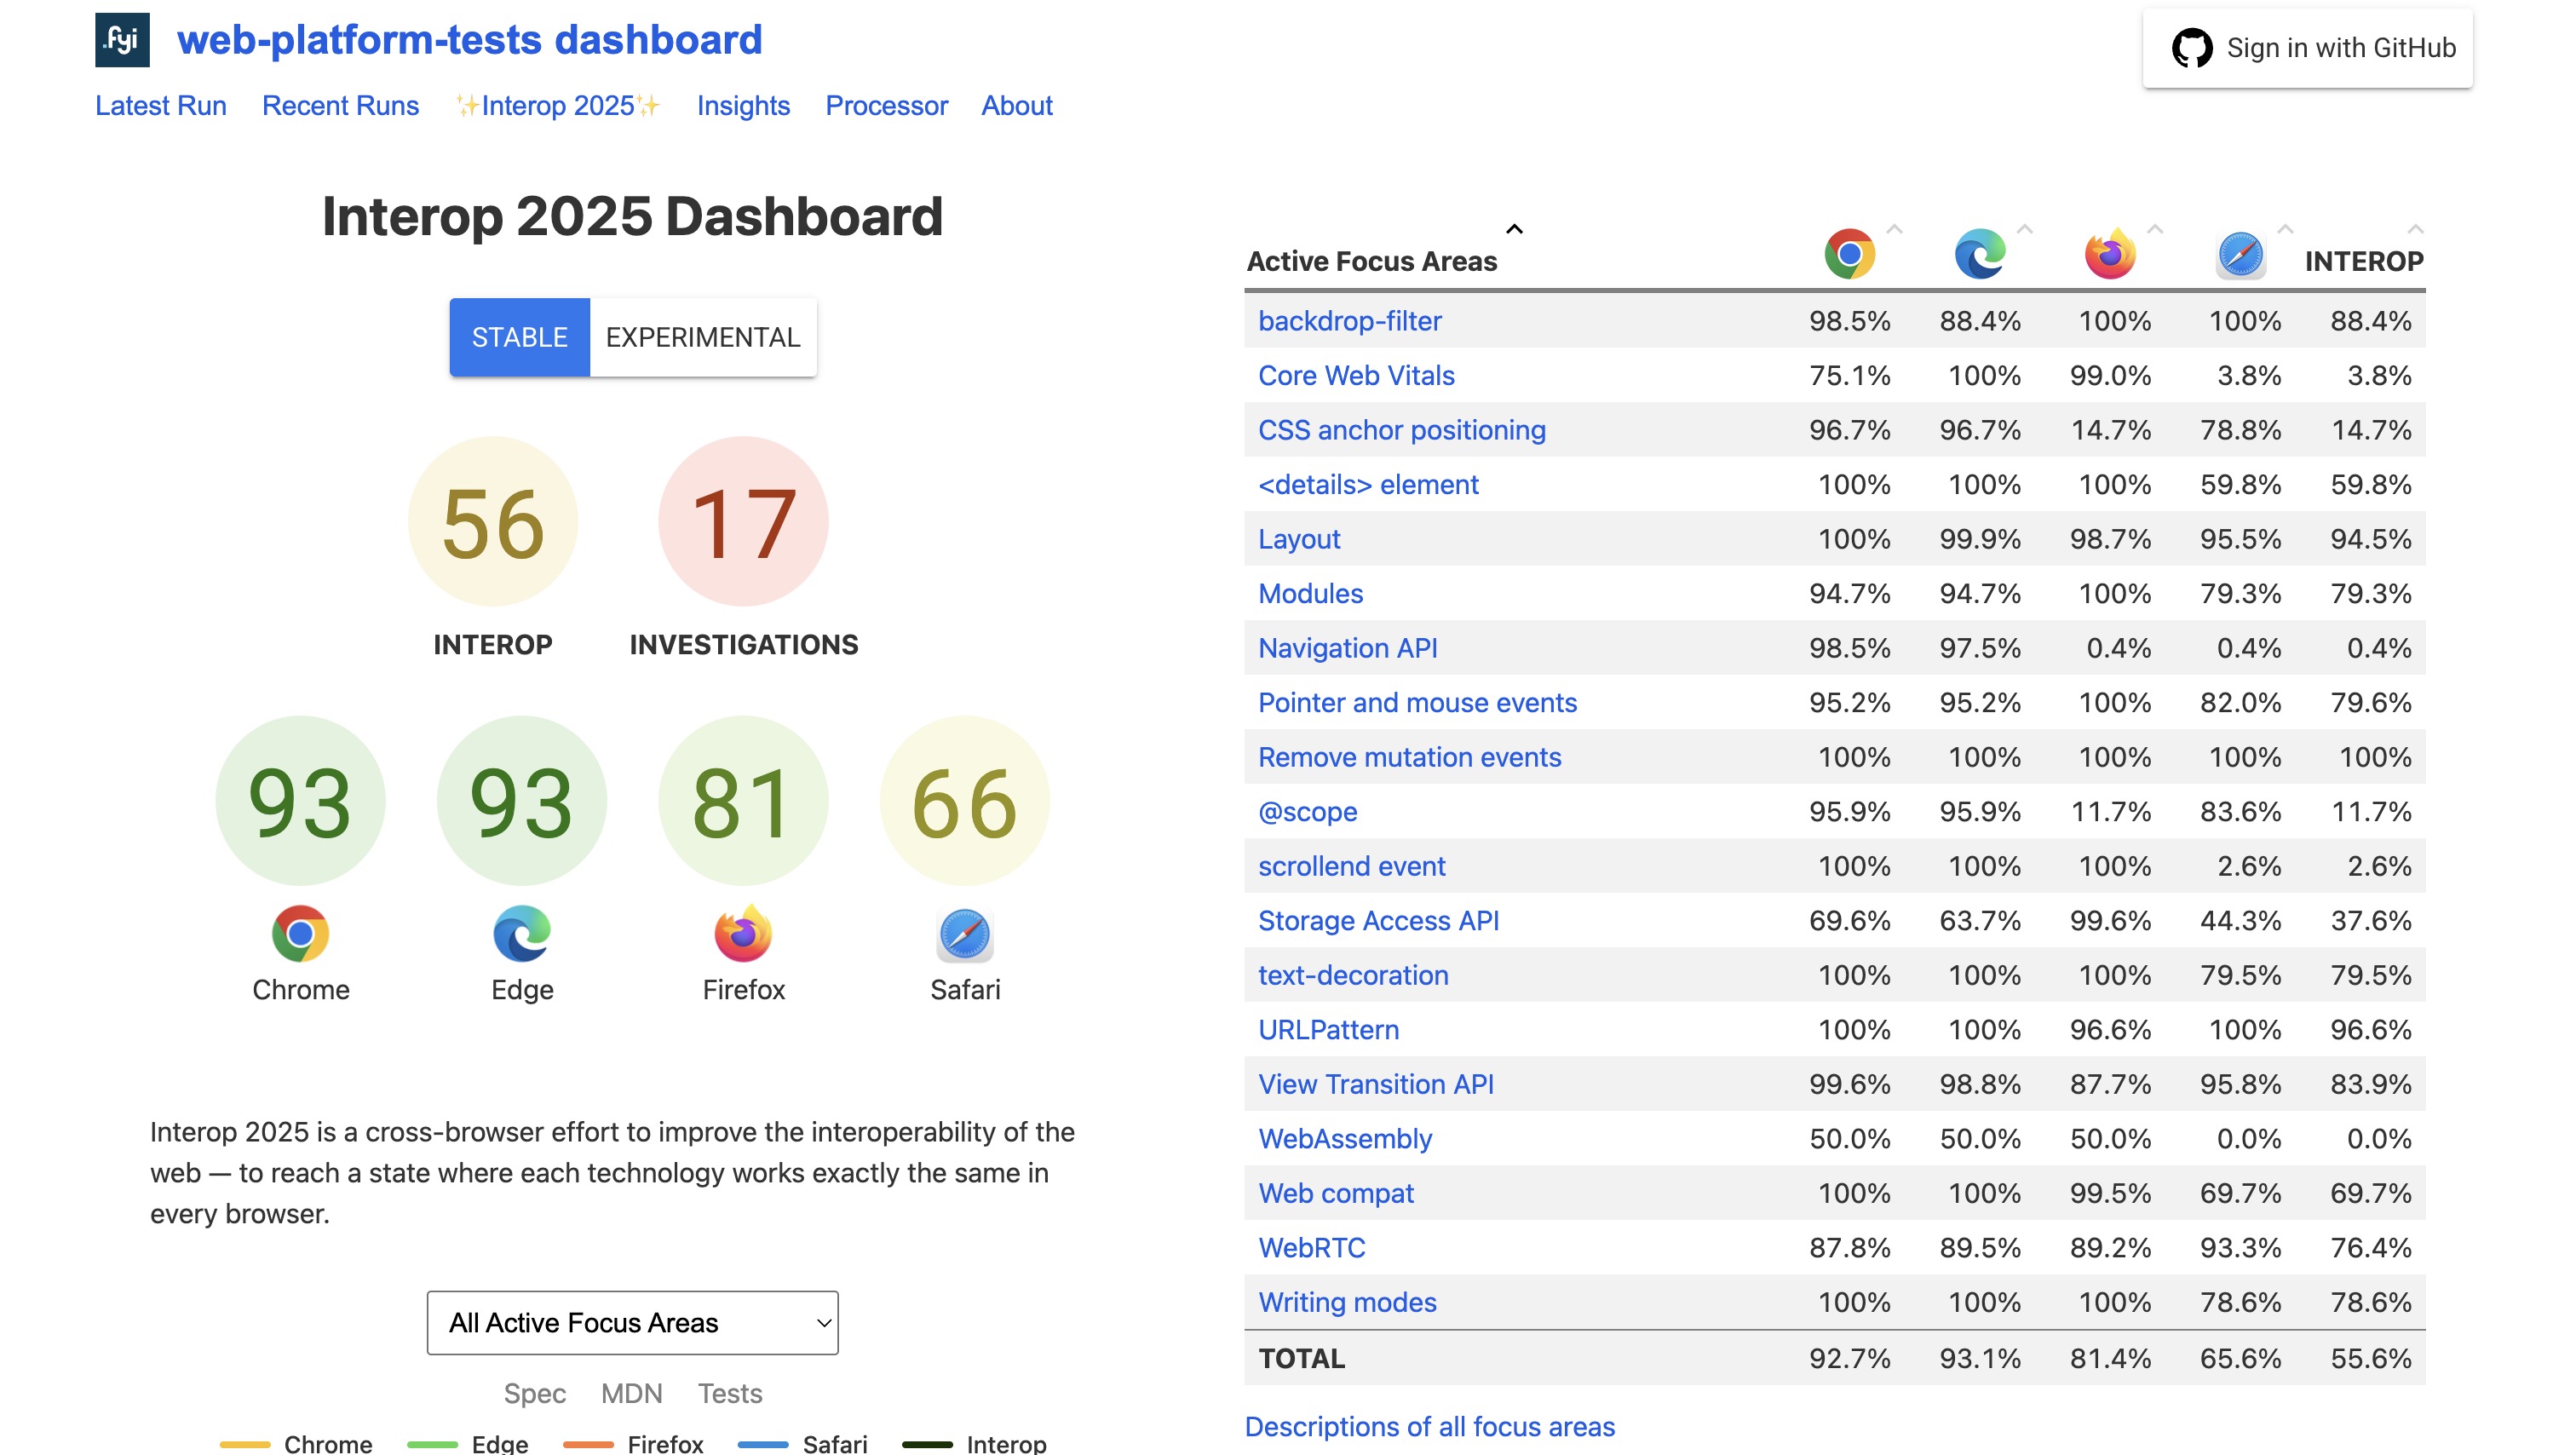 .fyi web-platform-tests dashboard
Sign in with GitHub
Latest Run Recent Runs ✨Interop 2025✨ Insights Processor About
Interop 2025 Dashboard
STABLE EXPERIMENTAL
56 17
INTEROP INVESTIGATIONS
93 93 81 66
Chrome Edge Firefox Safari
Interop 2025 is a cross-browser effort to improve the interoperability of the
web — to reach a state where each technology works exactly the same in
every browser.
All Active Focus Areas
Spec MDN Tests
Chrome Edge Firefox Safari Interop
Active Focus Areas INTEROP
backdrop-filter 98.5% 88.4% 100% 100% 88.4%
Core Web Vitals 75.1% 100% 99.0% 3.8% 3.8%
CSS anchor positioning 96.7% 96.7% 14.7% 78.8% 14.7%
<details> element 100% 100% 100% 59.8% 59.8%
Layout 100% 99.9% 98.7% 95.5% 94.5%
Modules 94.7% 94.7% 100% 79.3% 79.3%
Navigation API 98.5% 97.5% 0.4% 0.4% 0.4%
Pointer and mouse events 95.2% 95.2% 100% 82.0% 79.6%
Remove mutation events 100% 100% 100% 100% 100%
@scope 95.9% 95.9% 11.7% 83.6% 11.7%
scrollend event 100% 100% 100% 2.6% 2.6%
Storage Access API 69.6% 63.7% 99.6% 44.3% 37.6%
text-decoration 100% 100% 100% 79.5% 79.5%
URLPattern 100% 100% 96.6% 100% 96.6%
View Transition API 99.6% 98.8% 87.7% 95.8% 83.9%
WebAssembly 50.0% 50.0% 50.0% 0.0% 0.0%
Web compat 100% 100% 99.5% 69.7% 69.7%
WebRTC 87.8% 89.5% 89.2% 93.3% 76.4%
Writing modes 100% 100% 100% 78.6% 78.6%
TOTAL 92.7% 93.1% 81.4% 65.6% 55.6%
Descriptions of all focus areas